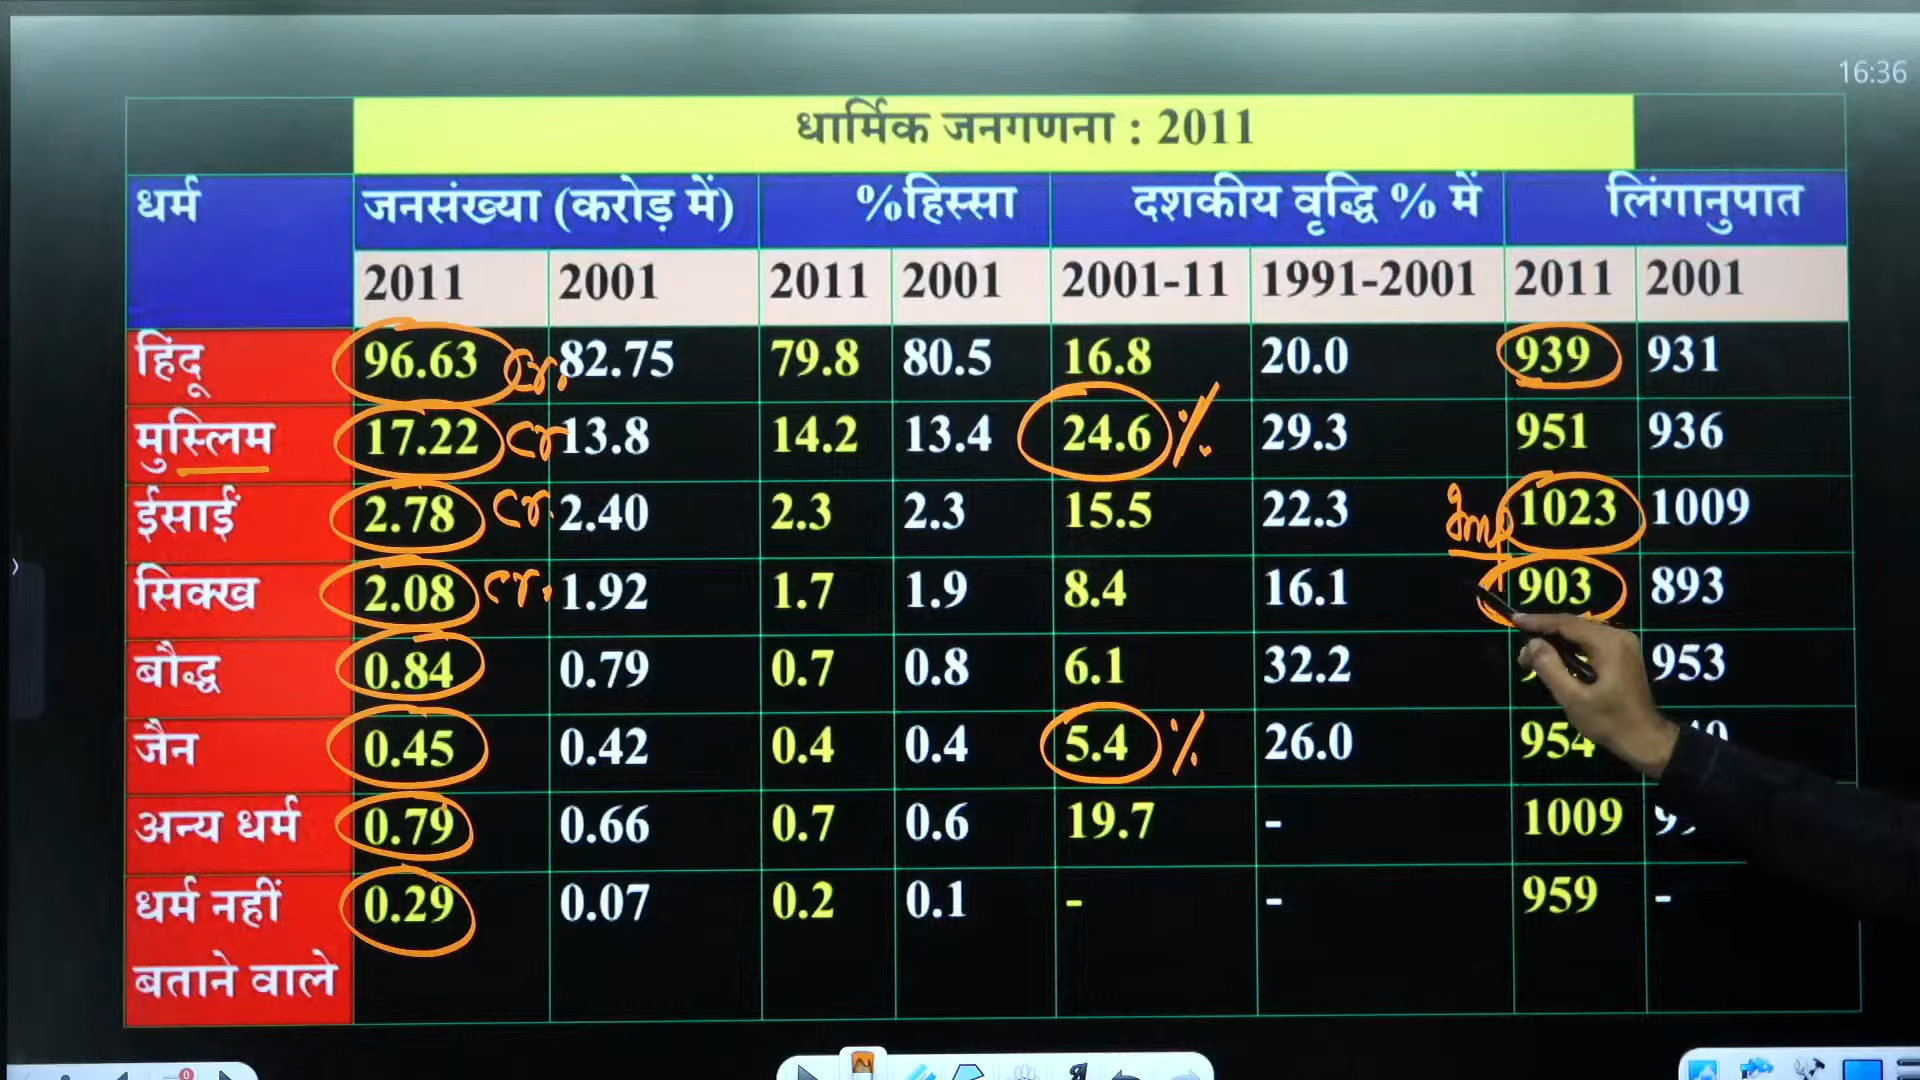 16:36
धार्मिक जनगणना : 2011
धर्म जनसंख्या (करोड़ में) %हिस्सा दशकीय वृद्धि % में लिंगानुपात
2011 2001 2011 2001 2001-11 1991-2001 2011 2001
हिंदू 96.63 cr. 82.75 79.8 80.5 16.8 20.0 939 931
मुस्लिम 17.22 cr 13.8 14.2 13.4 24.6 % 29.3 951 936
ईसाई 2.78 cr. 2.40 2.3 2.3 15.5 22.3 Imp 1023 1009
सिक्ख 2.08 cr. 1.92 1.7 1.9 8.4 16.1 903 893
बौद्ध 0.84 0.79 0.7 0.8 6.1 32.2 953
जैन 0.45 0.42 0.4 0.4 5.4 % 26.0 954
अन्य धर्म 0.79 0.66 0.7 0.6 19.7 - 1009
धर्म नहीं 0.29 0.07 0.2 0.1 - - 959 -
बताने वाले